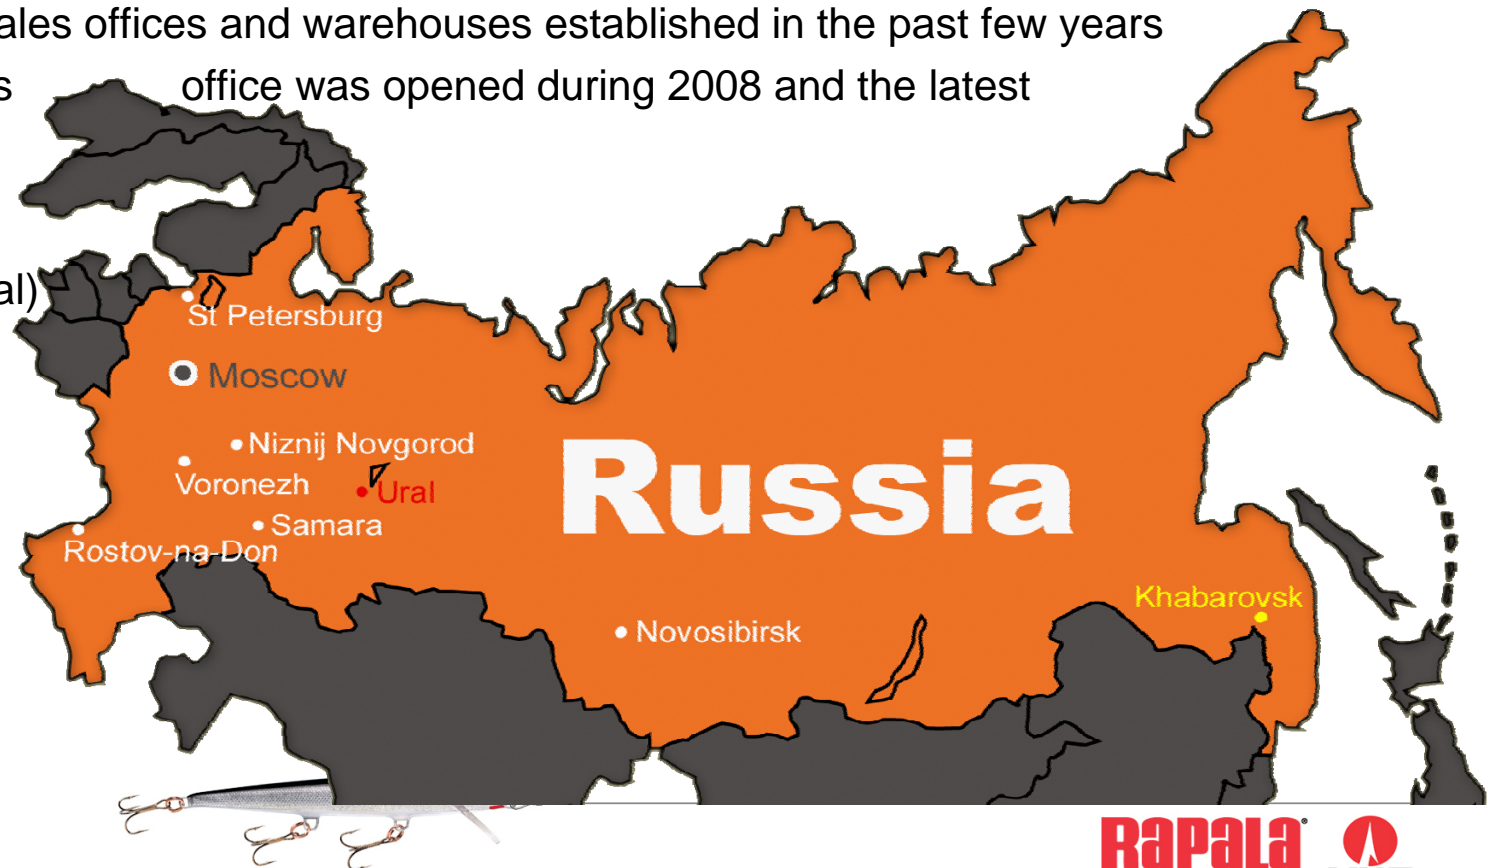 ales offices and warehouses established in the past few years
s office was opened during 2008 and the latest
al)
St Petersburg
Moscow
Niznij Novgorod
Voronezh
Ural
Samara
Rostov-na-Don
Russia
Khabarovsk
Novosibirsk
RAPALA